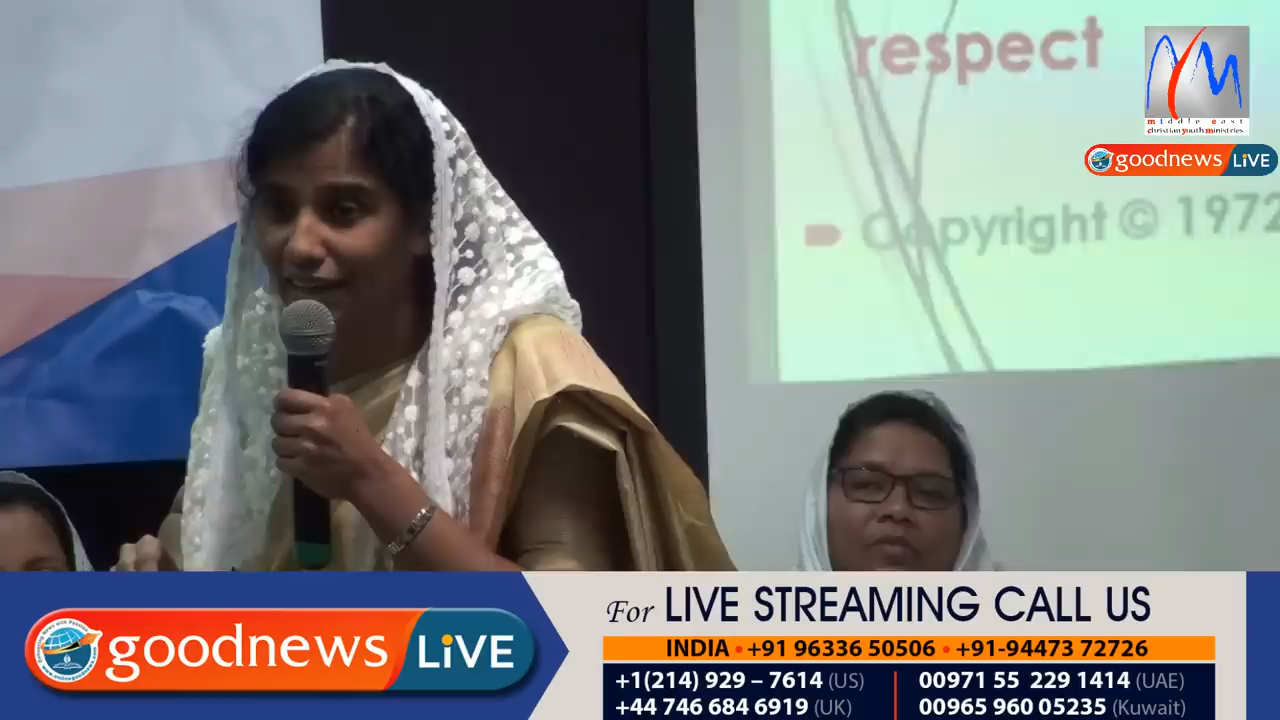 respect
Copyright © 1972
middle east
christian youth ministries
goodnews LiVE
goodnews LiVE
For LIVE STREAMING CALL US
INDIA • +91 96336 50506 • +91-94473 72726
+1(214) 929 – 7614 (US)
+44 746 684 6919 (UK)
00971 55 229 1414 (UAE)
00965 960 05235 (Kuwait)